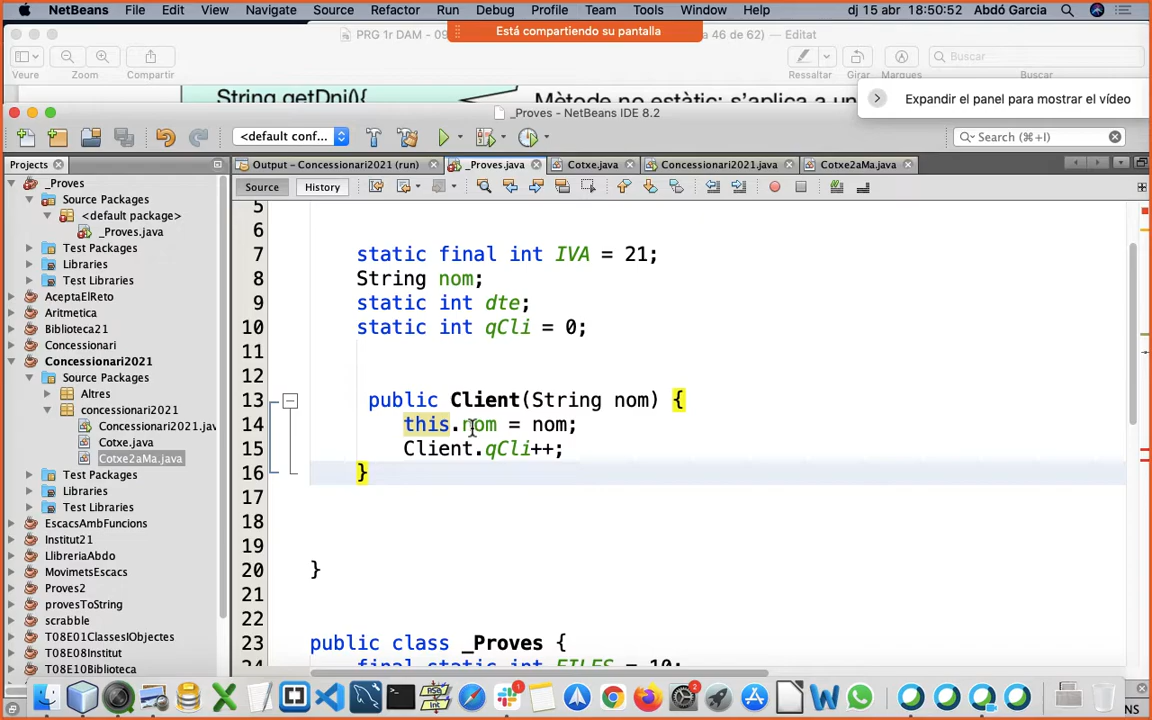 NetBeans File Edit View Navigate Source Refactor Run Debug Profile Team Tools Window Help dj 15 abr 18:50:52 Abdó Garcia
Está compartiendo su pantalla
PRG 1r DAM - 09 a 46 de 62) — Editat
Veure Zoom Compartir Ressaltar Girar Marques Buscar
Buscar
String getDni(){ Mètode no estàtic: s'aplica a un
Expandir el panel para mostrar el vídeo
_Proves - NetBeans IDE 8.2
<default conf... Search (⌘+I)
Projects Output - Concessionari2021 (run) _Proves.java Cotxe.java Concessionari2021.java Cotxe2aMa.java
Source History
_Proves
Source Packages
<default package>
_Proves.java
Test Packages
Libraries
Test Libraries
AceptaElReto
Aritmetica
Biblioteca21
Concessionari
Concessionari2021
Source Packages
Altres
concessionari2021
Concessionari2021.jav
Cotxe.java
Cotxe2aMa.java
Test Packages
Libraries
Test Libraries
EscacsAmbFuncions
Institut21
LlibreriaAbdo
MovimetsEscacs
Proves2
provesToString
scrabble
T08E01ClassesIObjectes
T08E08Institut
T08E10Biblioteca
5
6
7 static final int IVA = 21;
8 String nom;
9 static int dte;
10 static int qCli = 0;
11
12
13 public Client(String nom) {
14 this.nom = nom;
15 Client.qCli++;
16 }
17
18
19
20 }
21
22
23 public class _Proves {
24 final static int FILES = 10;
NS